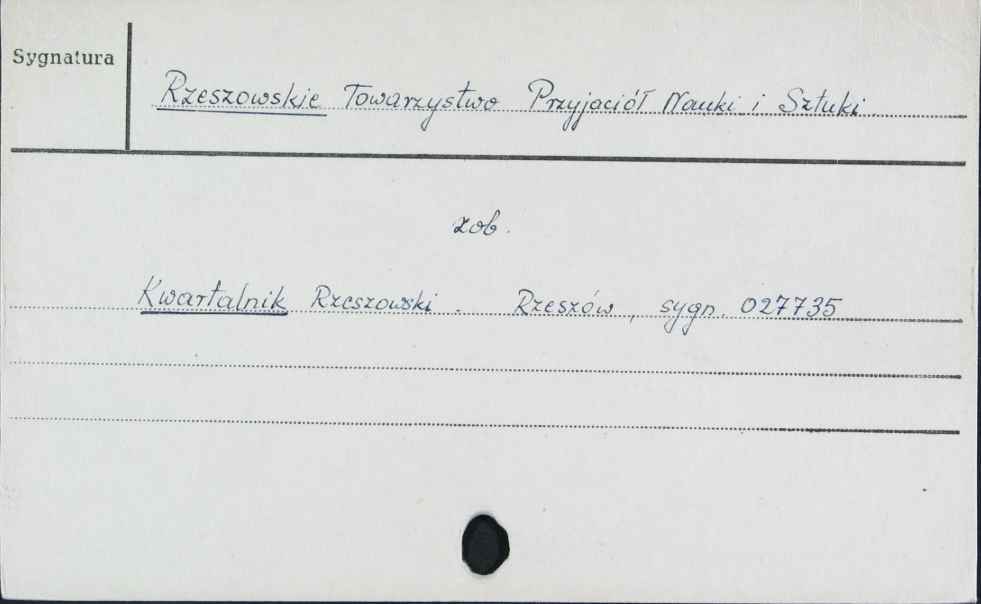 Sygnatura
Rzeszowskie Towarzystwo Przyjaciół Nauki i Sztuki.
zob.
Kwartalnik Rzeszowski. Rzeszów, sygn. 027735